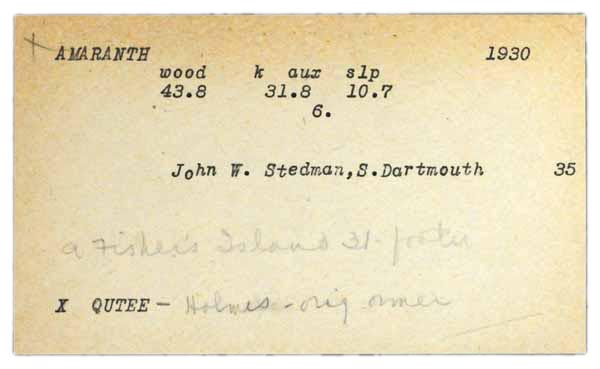 AMARANTH 1930
wood k aux slp
43.8 31.8 10.7
6.
John W. Stedman, S. Dartmouth 35
a Fishers Island 31-footer
X QUTEE - Holmes - orig owner